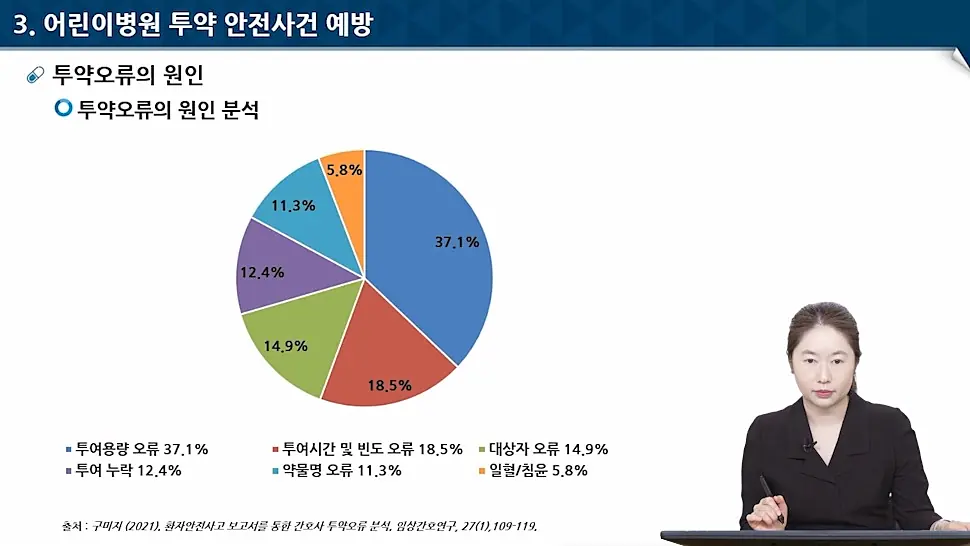 3. 어린이병원 투약 안전사건 예방
투약오류의 원인
투약오류의 원인 분석
5.8%
11.3%
37.1%
12.4%
14.9%
18.5%
투여용량 오류 37.1%
투여시간 및 빈도 오류 18.5%
대상자 오류 14.9%
투여 누락 12.4%
약물명 오류 11.3%
일혈/침윤 5.8%
출처 : 구미지 (2021). 환자안전사고 보고서를 통한 간호사 투약오류 분석, 임상간호연구, 27(1),109-119.